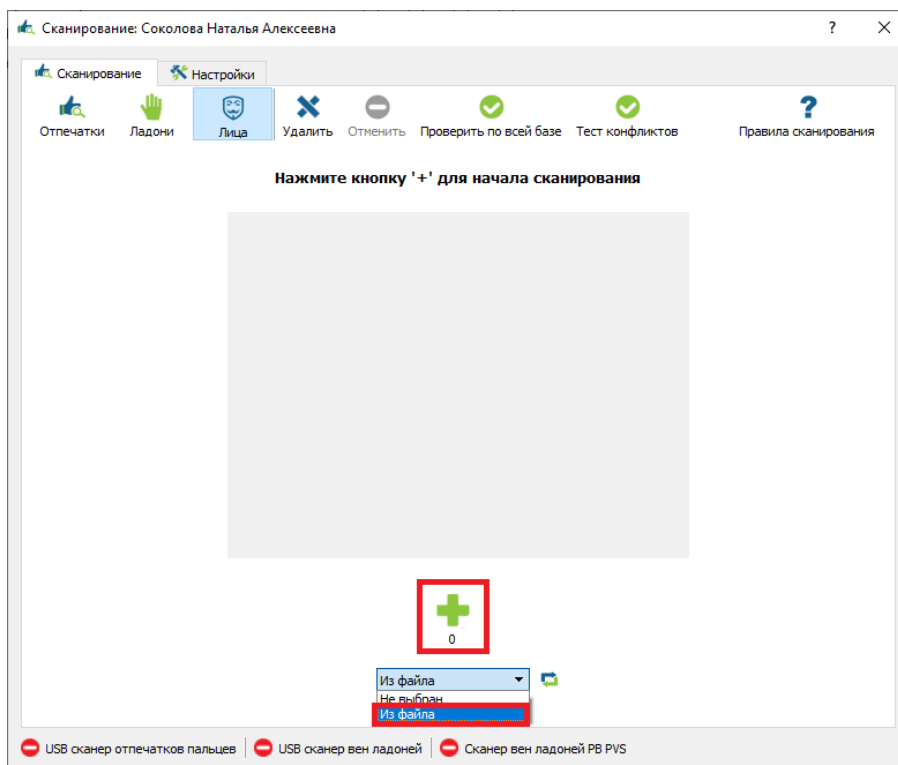 Сканирование: Соколова Наталья Алексеевна
Сканирование Настройки
Отпечатки Ладони Лица Удалить Отменить Проверить по всей базе Тест конфликтов Правила сканирования
Нажмите кнопку '+' для начала сканирования
0
Из файла
Не выбран
Из файла
USB сканер отпечатков пальцев USB сканер вен ладоней Сканер вен ладоней PB PVS